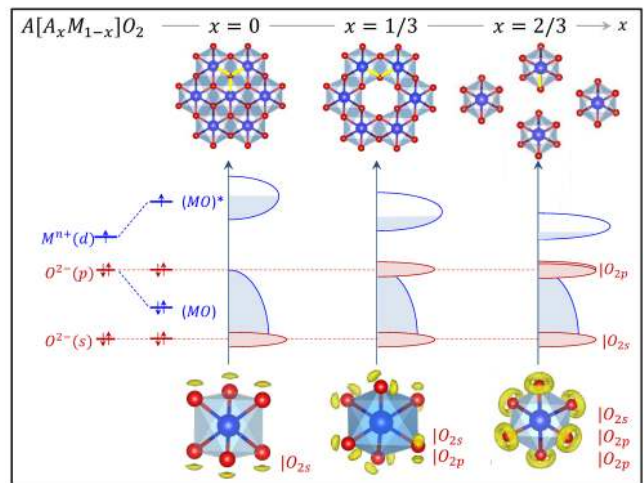 A[AₓM₁₋ₓ]O₂ x = 0 x = 1/3 x = 2/3 x
(MO)*
Mⁿ⁺(d)
O²⁻(p) |O₂ₚ
(MO)
O²⁻(s) |O₂ₛ
|O₂ₛ
|O₂ₛ
|O₂ₚ
|O₂ₛ
|O₂ₚ
|O₂ₚ